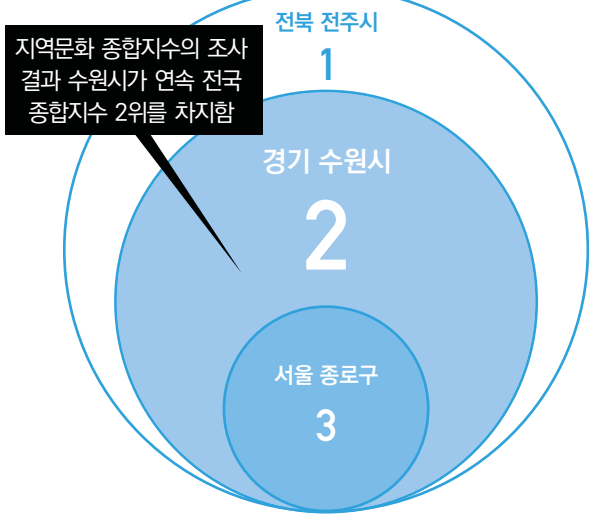 전북 전주시
1
지역문화 종합지수의 조사
결과 수원시가 연속 전국
종합지수 2위를 차지함
경기 수원시
2
서울 종로구
3